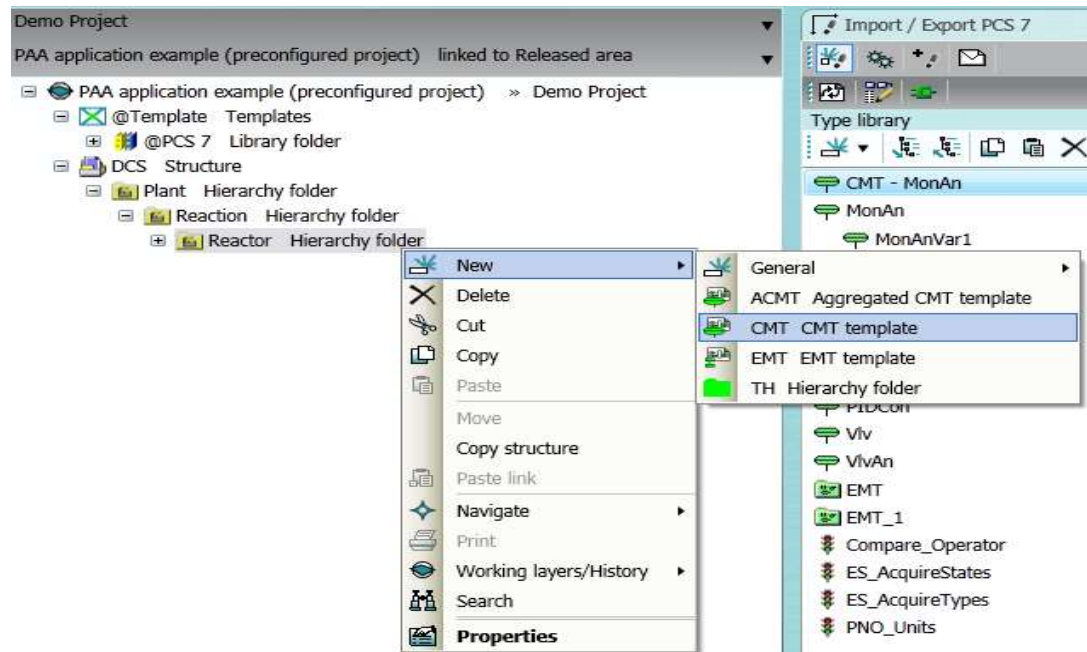 Demo Project
PAA application example (preconfigured project) linked to Released area
PAA application example (preconfigured project) » Demo Project
@Template Templates
@PCS 7 Library folder
DCS Structure
Plant Hierarchy folder
Reaction Hierarchy folder
Reactor Hierarchy folder
New
Delete
Cut
Copy
Paste
Move
Copy structure
Paste link
Navigate
Print
Working layers/History
Search
Properties
General
ACMT Aggregated CMT template
CMT CMT template
EMT EMT template
TH Hierarchy folder
Import / Export PCS 7
Type library
CMT - MonAn
MonAn
MonAnVar1
PIDCon
Vlv
VlvAn
EMT
EMT_1
Compare_Operator
ES_AcquireStates
ES_AcquireTypes
PNO_Units